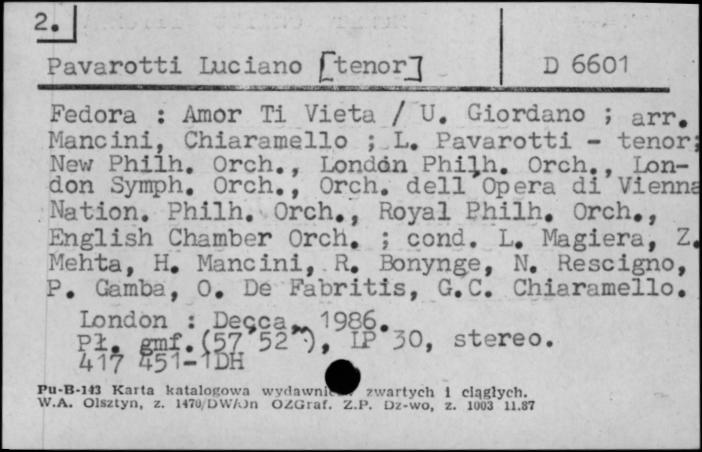 2.
Pavarotti Luciano [tenor] D 6601
Fedora : Amor Ti Vieta / U. Giordano ; arr.
Mancini, Chiaramello ; L. Pavarotti - tenor;
New Philh. Orch., London Philh. Orch., Lon-
don Symph. Orch., Orch. dell'Opera di Vienna
Nation. Philh. Orch., Royal Philh. Orch.,
English Chamber Orch. ; cond. L. Magiera, Z.
Mehta, H. Mancini, R. Bonynge, N. Rescigno,
P. Gamba, O. De Fabritis, G.C. Chiaramello.
London : Decca, 1986.
Pł. gmf.(57'52"), LP 30, stereo.
417 451-1DH
Pu-B-143 Karta katalogowa wydawnictw zwartych i ciągłych.
W.A. Olsztyn, z. 1470/DW/Dn OZGraf. Z.P. Dz-wo, z. 1003 11.87